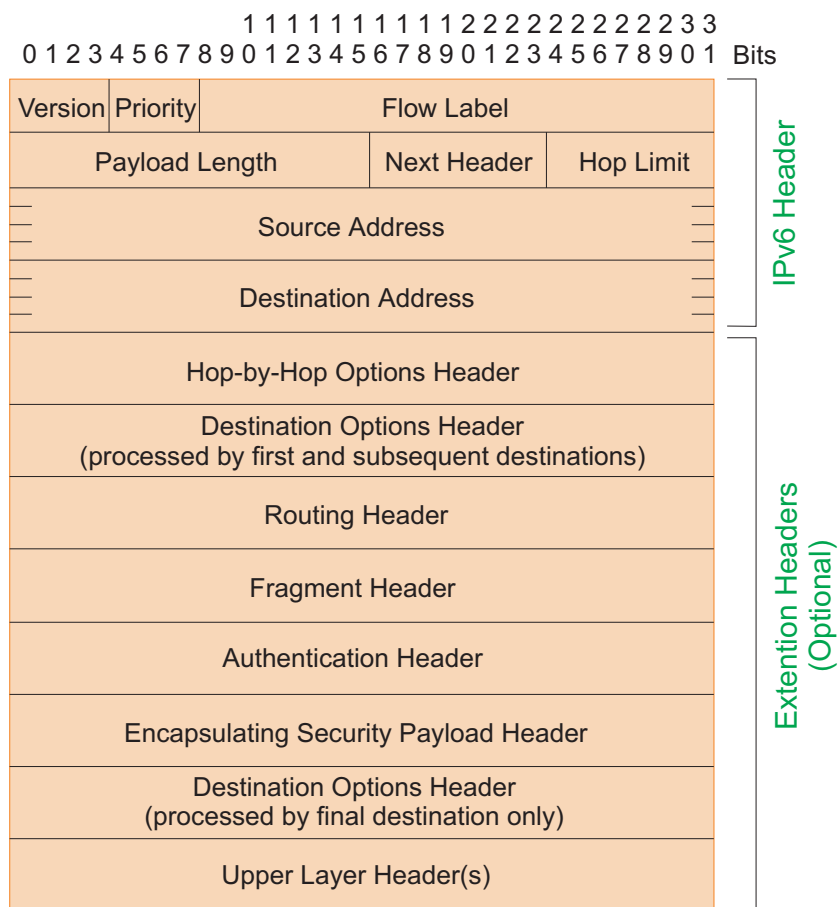 1 1 1 1 1 1 1 1 1 1 2 2 2 2 2 2 2 2 2 2 3 3
0 1 2 3 4 5 6 7 8 9 0 1 2 3 4 5 6 7 8 9 0 1 2 3 4 5 6 7 8 9 0 1 Bits
Version Priority Flow Label
Payload Length Next Header Hop Limit
Source Address
Destination Address
IPv6 Header
Hop-by-Hop Options Header
Destination Options Header
(processed by first and subsequent destinations)
Routing Header
Fragment Header
Authentication Header
Encapsulating Security Payload Header
Destination Options Header
(processed by final destination only)
Upper Layer Header(s)
Extention Headers
(Optional)